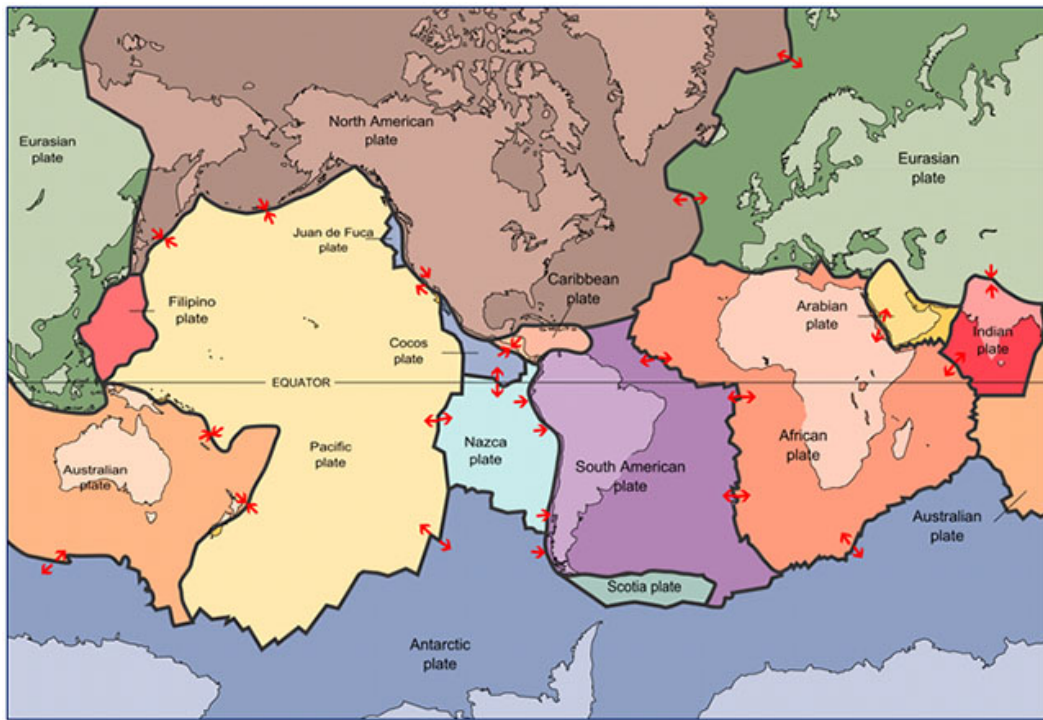 North American
plate
Eurasian
plate
Eurasian
plate
Juan de Fuca
plate
Caribbean
plate
Filipino
plate
Arabian
plate
Indian
plate
Cocos
plate
EQUATOR
Nazca
plate
Pacific
plate
African
plate
Australian
plate
South American
plate
Australian
plate
Scotia plate
Antarctic
plate